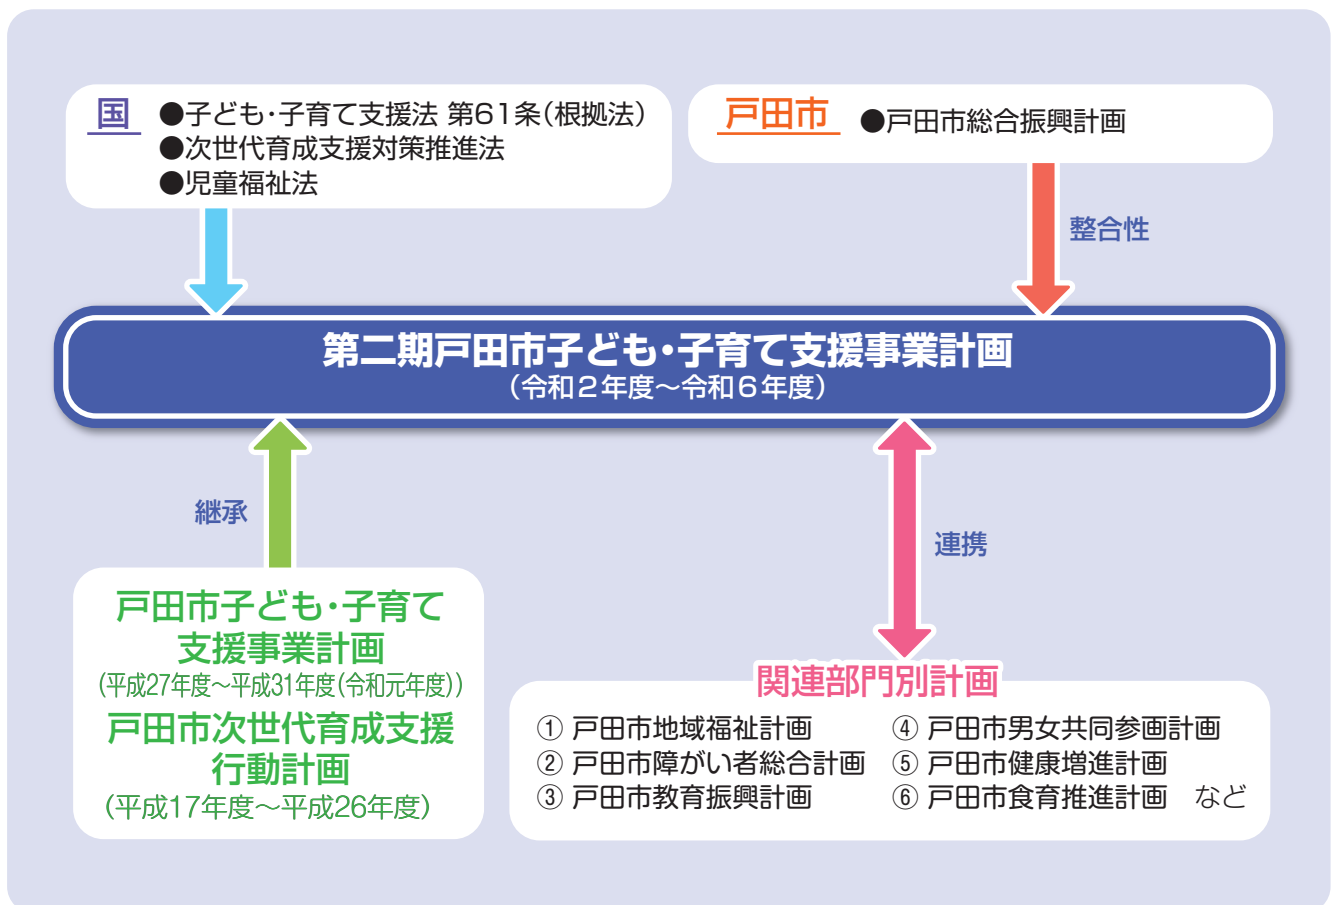 国
●子ども・子育て支援法 第61条(根拠法)
●次世代育成支援対策推進法
●児童福祉法
戸田市
●戸田市総合振興計画
整合性
第二期戸田市子ども・子育て支援事業計画
(令和2年度～令和6年度)
継承
連携
戸田市子ども・子育て
支援事業計画
(平成27年度～平成31年度(令和元年度))
戸田市次世代育成支援
行動計画
(平成17年度～平成26年度)
関連部門別計画
① 戸田市地域福祉計画
② 戸田市障がい者総合計画
③ 戸田市教育振興計画
④ 戸田市男女共同参画計画
⑤ 戸田市健康増進計画
⑥ 戸田市食育推進計画　など